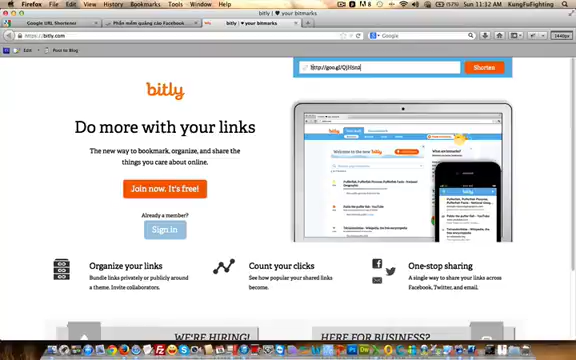 Firefox File Edit View History Bookmarks Tools Window Help
Sun 11:32 AM KungFuFighting
Google URL Shortener
Phần mềm quảng cáo Facebook
bitly | ♥ your bitmarks
bitly | ♥ your bitmarks
https://bitly.com
Google
1440px
Edit
Post to Blog
Shorten
bitly
Do more with your links
The new way to bookmark, organize, and share
the things you care about online.
Join now. It's free!
Already a member?
Sign in
Organize your links
Bundle links privately or publicly around
a theme. Invite collaborators.
Count your clicks
See how popular your shared links
become.
One-stop sharing
A single way to share your links across
Facebook, Twitter, and email.
WE'RE HIRING!
HERE FOR BUSINESS?